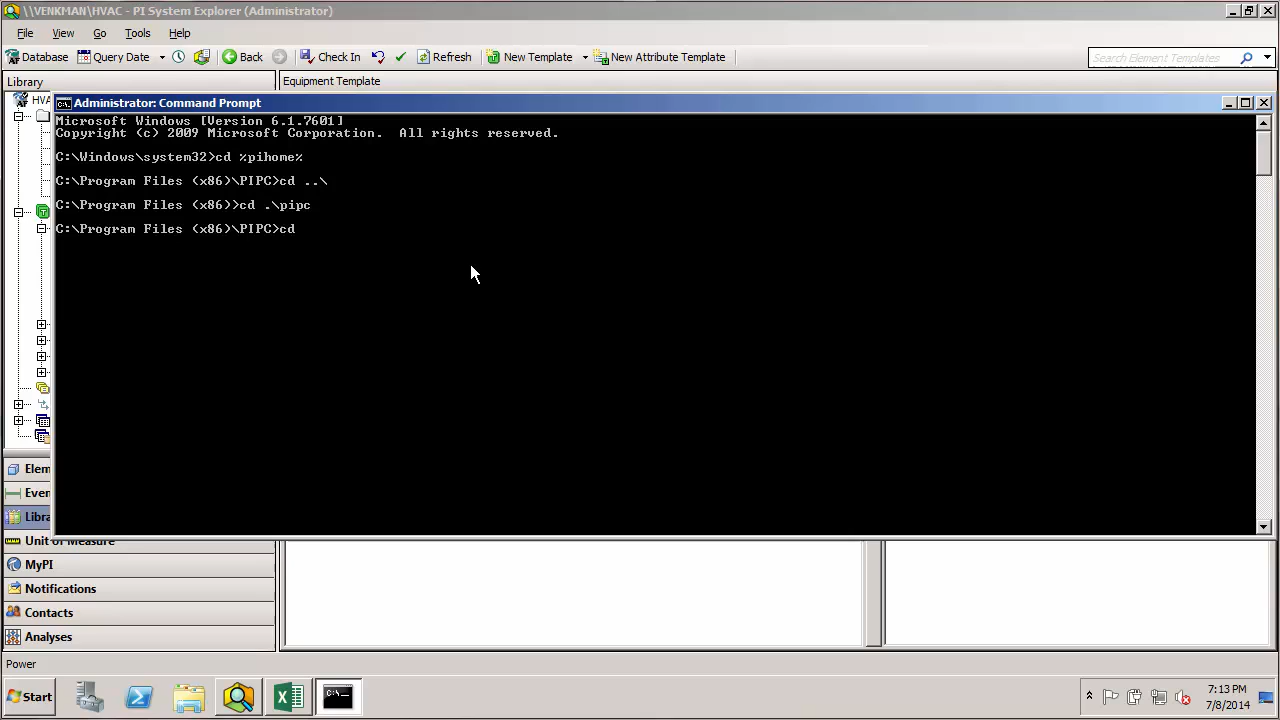 \\VENKMAN\HVAC - PI System Explorer (Administrator)
File View Go Tools Help
Database Query Date Back Check In Refresh New Template New Attribute Template Search Element Templates
Library Equipment Template
HVA
Administrator: Command Prompt
Microsoft Windows [Version 6.1.7601]
Copyright (c) 2009 Microsoft Corporation. All rights reserved.
C:\Windows\system32>cd %pihome%
C:\Program Files (x86)\PIPC>cd ..\
C:\Program Files (x86)>cd .\pipc
C:\Program Files (x86)\PIPC>cd
Elem
Even
Libra
Unit of Measure
MyPI
Notifications
Contacts
Analyses
Power
Start
7:13 PM
7/8/2014